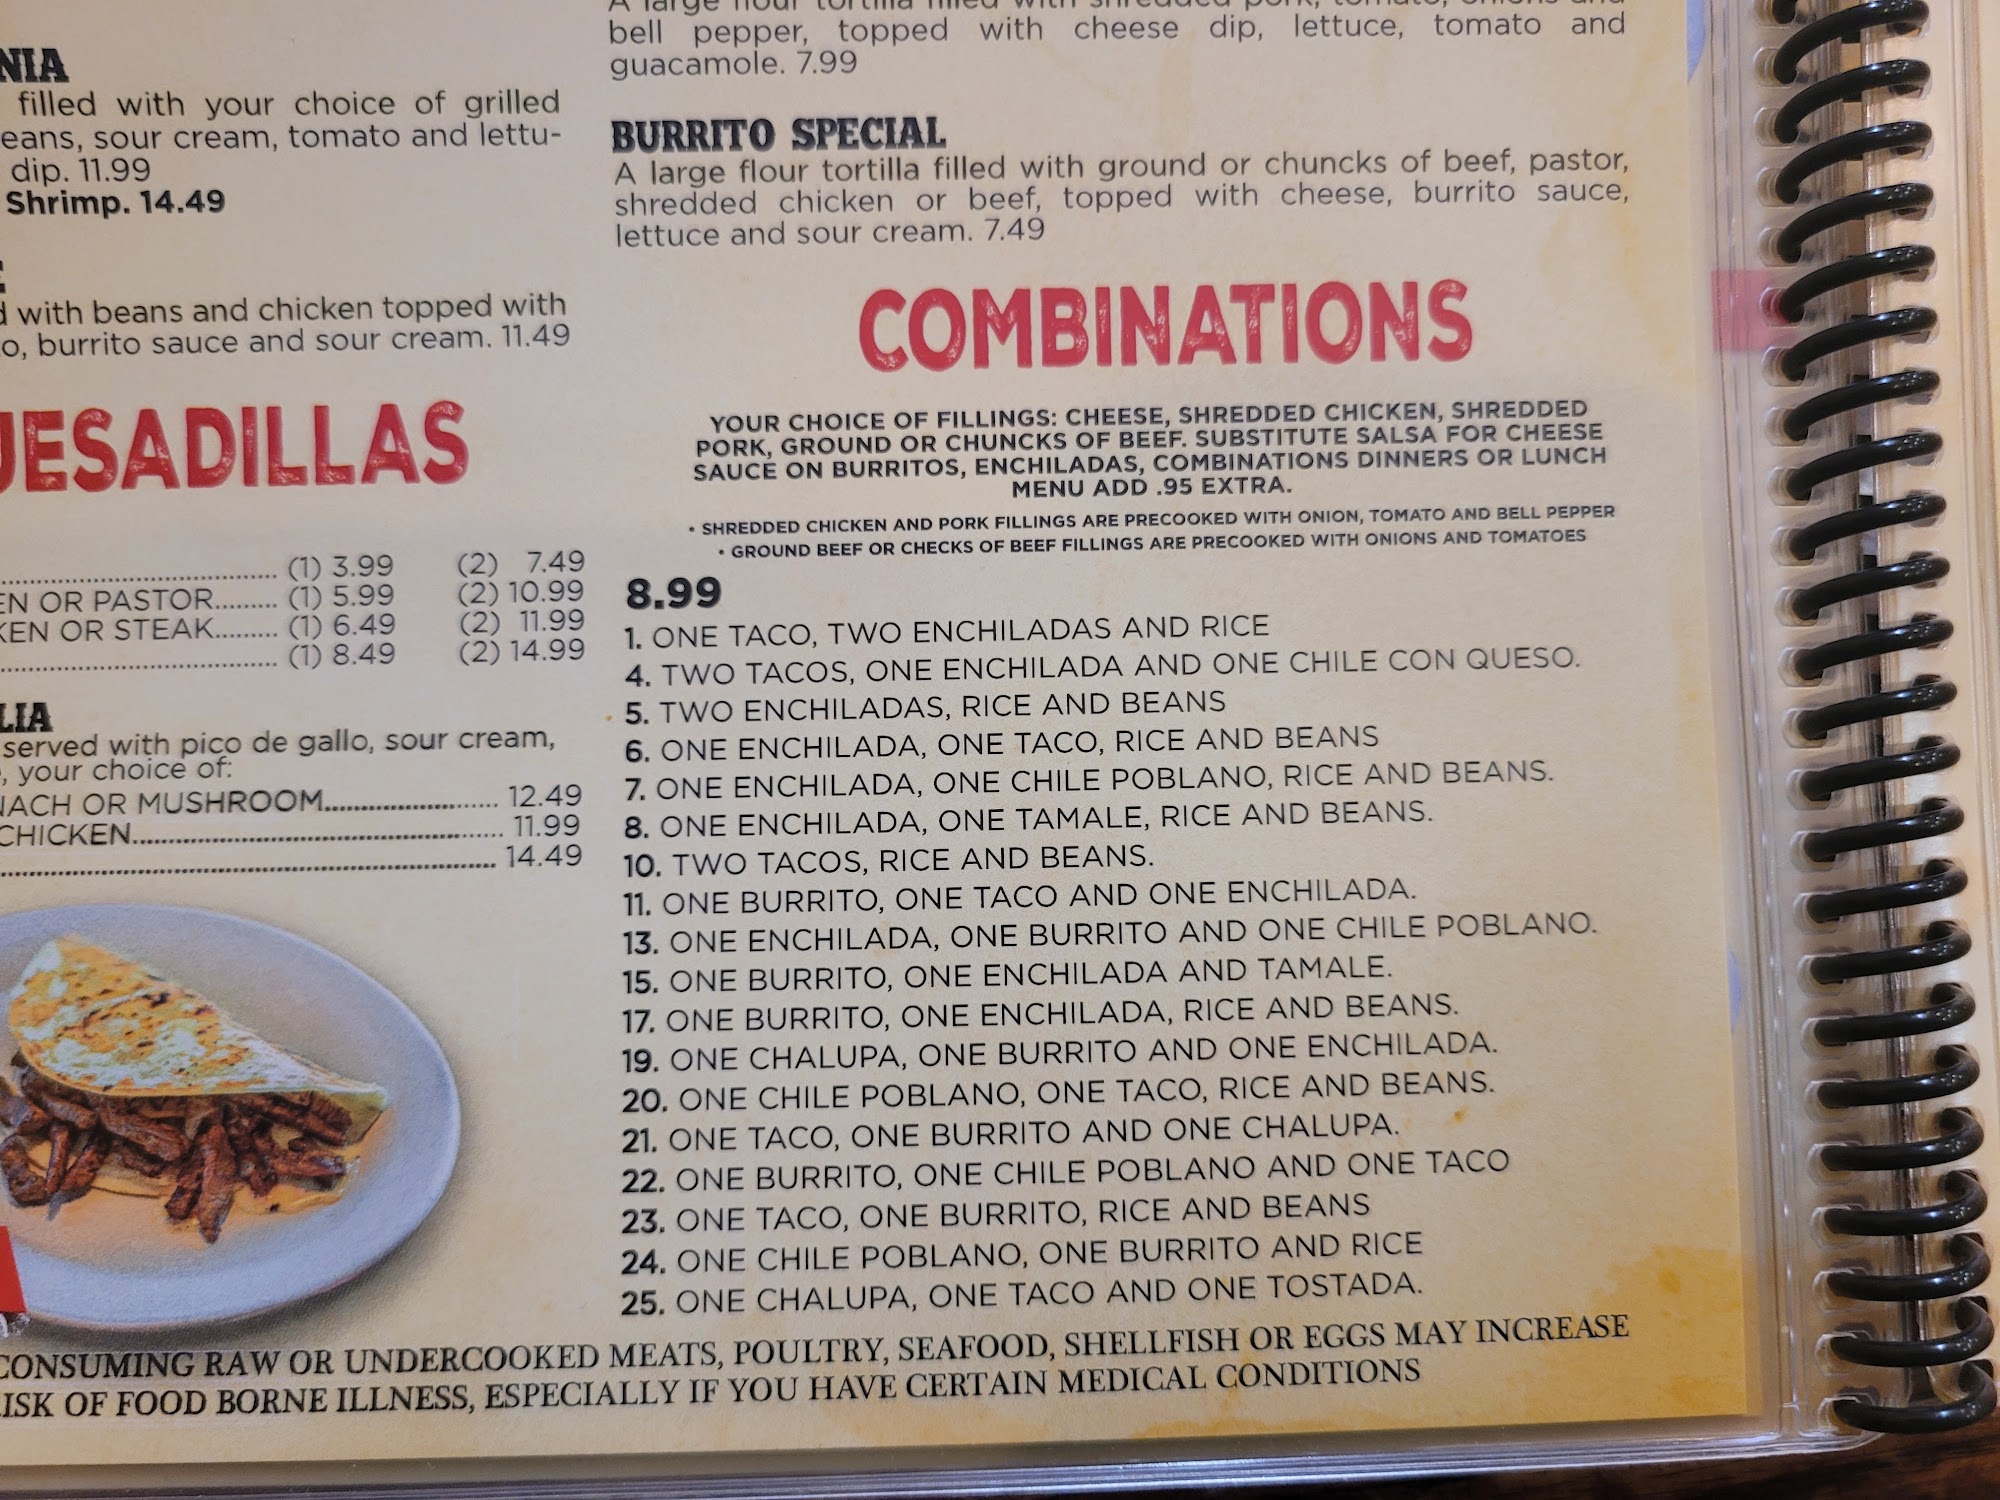 NIA
filled with your choice of grilled
eans, sour cream, tomato and lettu-
dip. 11.99
Shrimp. 14.49
d with beans and chicken topped with
o, burrito sauce and sour cream. 11.49
UESADILLAS
(1) 3.99 (2) 7.49
EN OR PASTOR......... (1) 5.99 (2) 10.99
KEN OR STEAK......... (1) 6.49 (2) 11.99
(1) 8.49 (2) 14.99
LIA
served with pico de gallo, sour cream,
, your choice of:
NACH OR MUSHROOM........................ 12.49
CHICKEN.................................................. 11.99
14.49
A large flour tortilla filled with shredded pork, tomato, onions and
bell pepper, topped with cheese dip, lettuce, tomato and
guacamole. 7.99
BURRITO SPECIAL
A large flour tortilla filled with ground or chuncks of beef, pastor,
shredded chicken or beef, topped with cheese, burrito sauce,
lettuce and sour cream. 7.49
COMBINATIONS
YOUR CHOICE OF FILLINGS: CHEESE, SHREDDED CHICKEN, SHREDDED
PORK, GROUND OR CHUNCKS OF BEEF. SUBSTITUTE SALSA FOR CHEESE
SAUCE ON BURRITOS, ENCHILADAS, COMBINATIONS DINNERS OR LUNCH
MENU ADD .95 EXTRA.
• SHREDDED CHICKEN AND PORK FILLINGS ARE PRECOOKED WITH ONION, TOMATO AND BELL PEPPER
• GROUND BEEF OR CHECKS OF BEEF FILLINGS ARE PRECOOKED WITH ONIONS AND TOMATOES
8.99
1. ONE TACO, TWO ENCHILADAS AND RICE
4. TWO TACOS, ONE ENCHILADA AND ONE CHILE CON QUESO.
5. TWO ENCHILADAS, RICE AND BEANS
6. ONE ENCHILADA, ONE TACO, RICE AND BEANS
7. ONE ENCHILADA, ONE CHILE POBLANO, RICE AND BEANS.
8. ONE ENCHILADA, ONE TAMALE, RICE AND BEANS.
10. TWO TACOS, RICE AND BEANS.
11. ONE BURRITO, ONE TACO AND ONE ENCHILADA.
13. ONE ENCHILADA, ONE BURRITO AND ONE CHILE POBLANO.
15. ONE BURRITO, ONE ENCHILADA AND TAMALE.
17. ONE BURRITO, ONE ENCHILADA, RICE AND BEANS.
19. ONE CHALUPA, ONE BURRITO AND ONE ENCHILADA.
20. ONE CHILE POBLANO, ONE TACO, RICE AND BEANS.
21. ONE TACO, ONE BURRITO AND ONE CHALUPA.
22. ONE BURRITO, ONE CHILE POBLANO AND ONE TACO
23. ONE TACO, ONE BURRITO, RICE AND BEANS
24. ONE CHILE POBLANO, ONE BURRITO AND RICE
25. ONE CHALUPA, ONE TACO AND ONE TOSTADA.
CONSUMING RAW OR UNDERCOOKED MEATS, POULTRY, SEAFOOD, SHELLFISH OR EGGS MAY INCREASE
ISK OF FOOD BORNE ILLNESS, ESPECIALLY IF YOU HAVE CERTAIN MEDICAL CONDITIONS